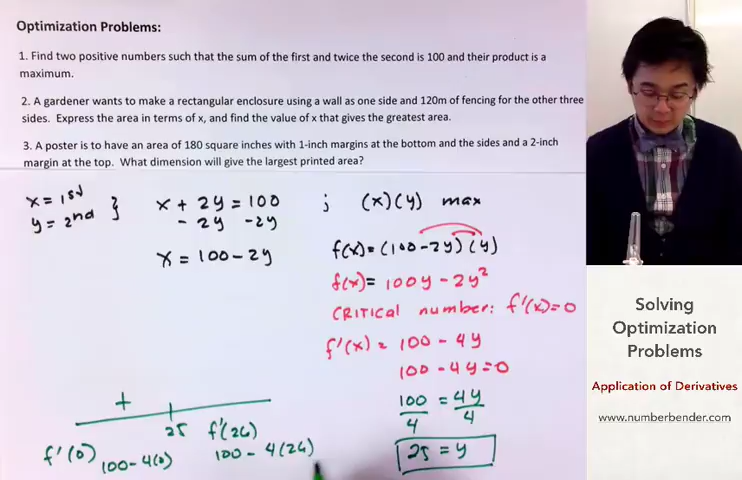 Optimization Problems:
1. Find two positive numbers such that the sum of the first and twice the second is 100 and their product is a
maximum.
2. A gardener wants to make a rectangular enclosure using a wall as one side and 120m of fencing for the other three
sides. Express the area in terms of x, and find the value of x that gives the greatest area.
3. A poster is to have an area of 180 square inches with 1-inch margins at the bottom and the sides and a 2-inch
margin at the top. What dimension will give the largest printed area?
x = 1st
y = 2nd
}
x + 2y = 100
- 2y -2y
x = 100 - 2y
; (x)(y) max
f(x) = (100 - 2y)(y)
f(x) = 100y - 2y²
CRITICAL number: f'(x) = 0
f'(x) = 100 - 4y
100 - 4y = 0
100 = 4y
4 4
25 = y
+
25
f'(0)
100 - 4(0)
f'(26)
100 - 4(26)
Solving
Optimization
Problems
Application of Derivatives
www.numberbender.com